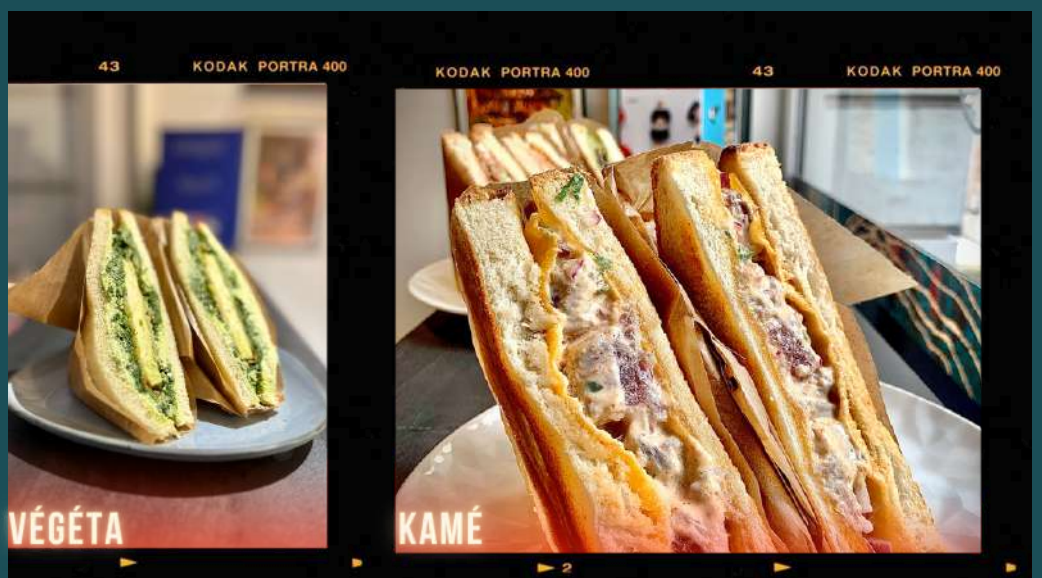 43 KODAK PORTRA 400
KODAK PORTRA 400 43 KODAK PORTRA 400
VÉGÉTA
KAMÉ
2